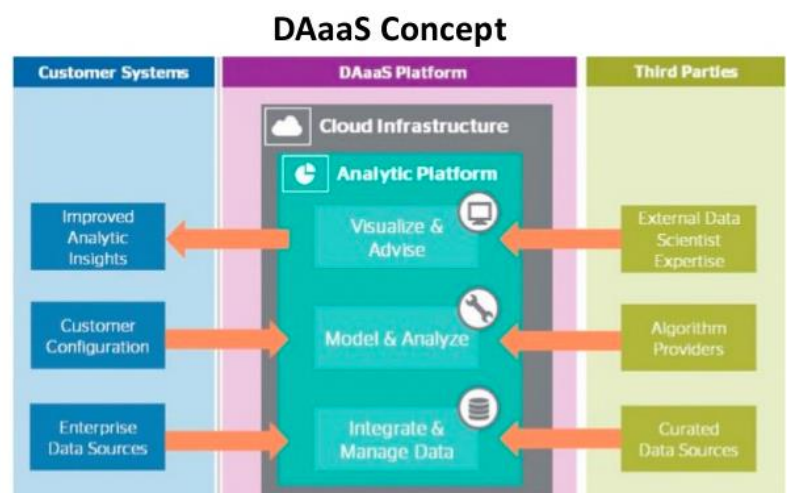 DAaaS Concept
Customer Systems
DAaaS Platform
Third Parties
Cloud Infrastructure
Analytic Platform
Improved
Analytic
Insights
Visualize &
Advise
External Data
Scientist
Expertise
Customer
Configuration
Model & Analyze
Algorithm
Providers
Enterprise
Data Sources
Integrate &
Manage Data
Curated
Data Sources